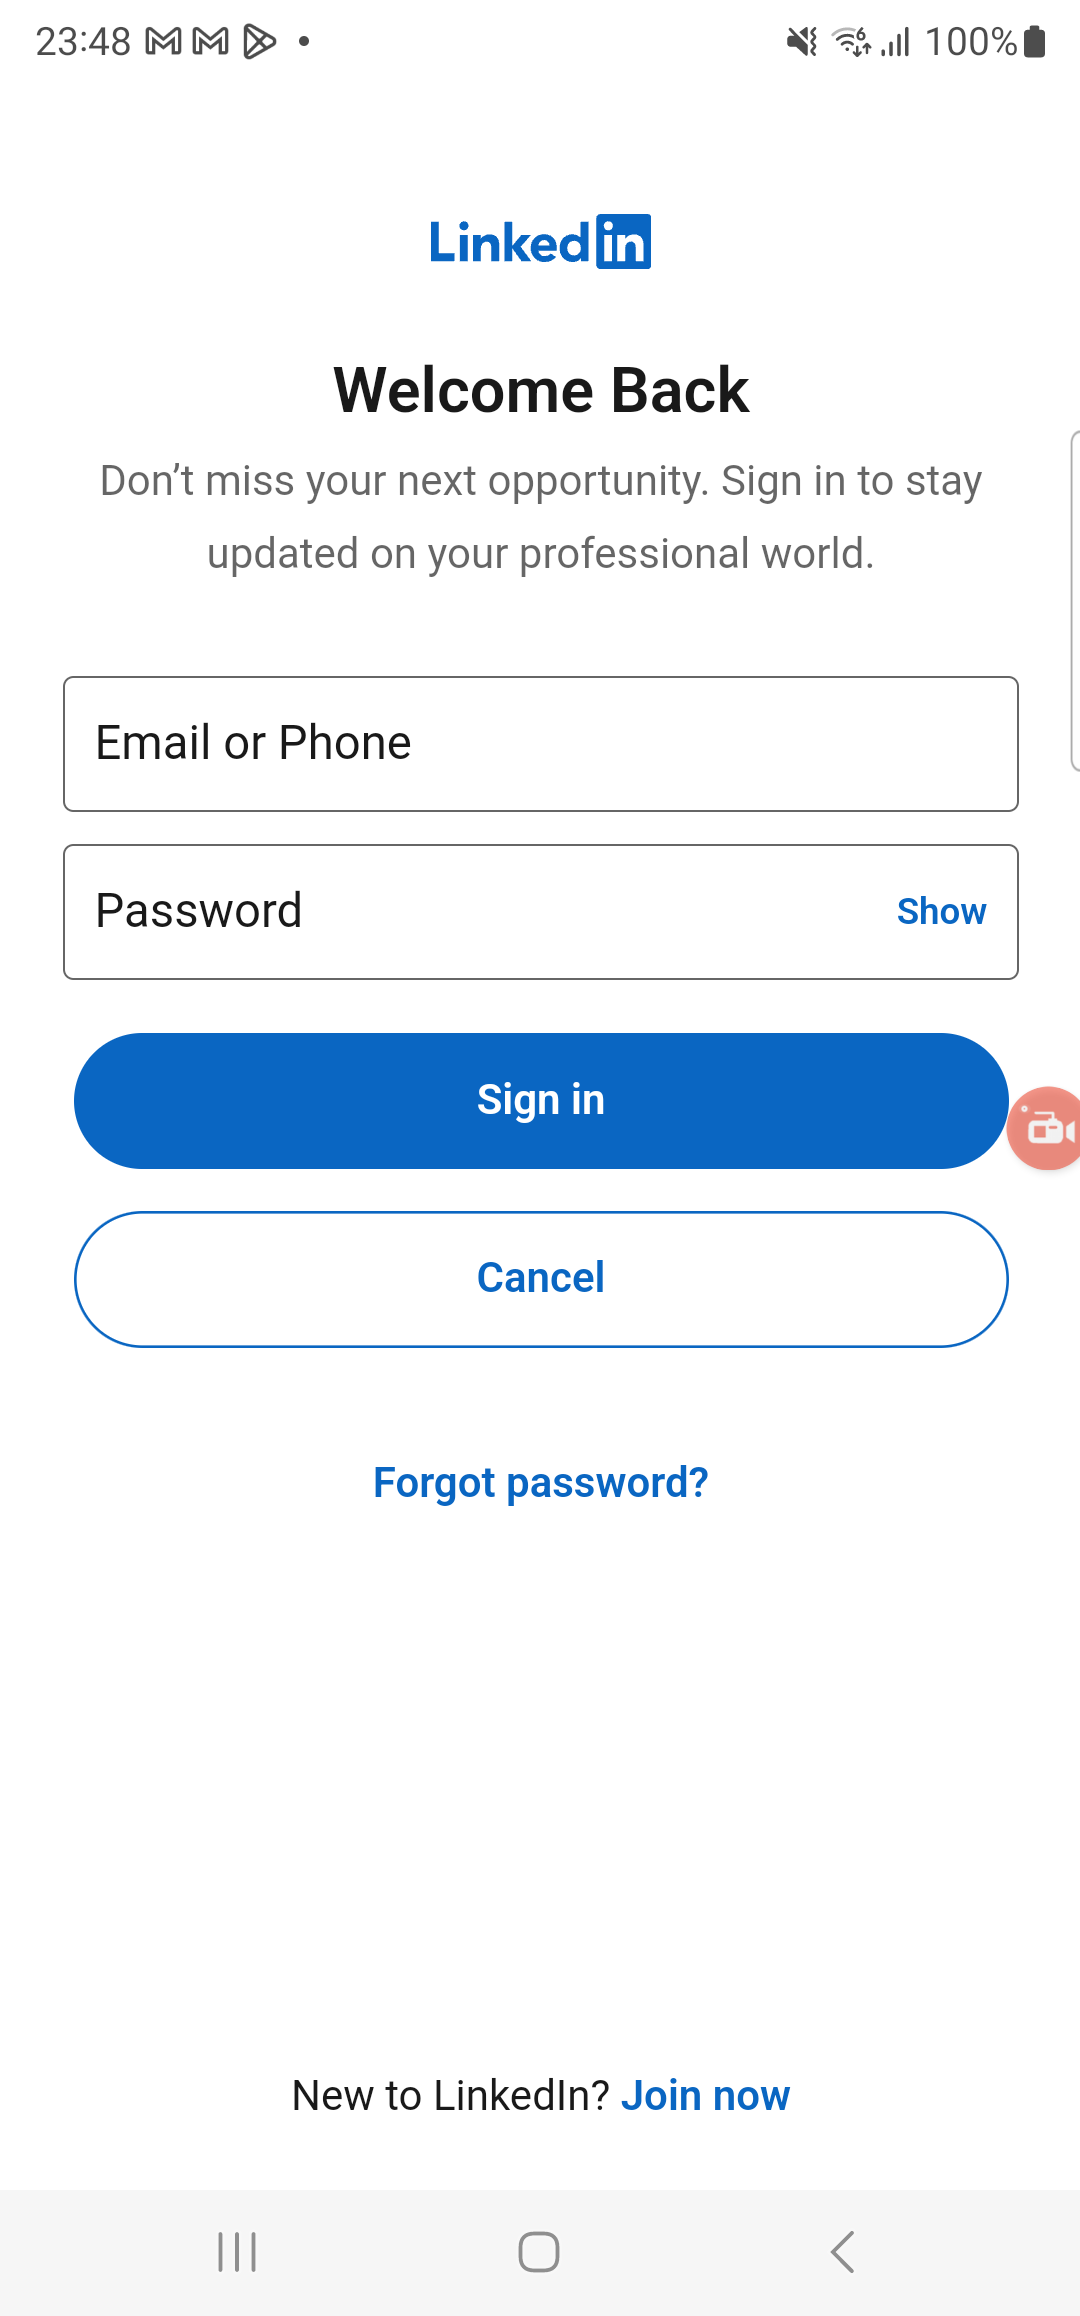 23:48
100%
LinkedIn
Welcome Back
Don’t miss your next opportunity. Sign in to stay
updated on your professional world.
Email or Phone
Password
Show
Sign in
Cancel
Forgot password?
New to LinkedIn? Join now